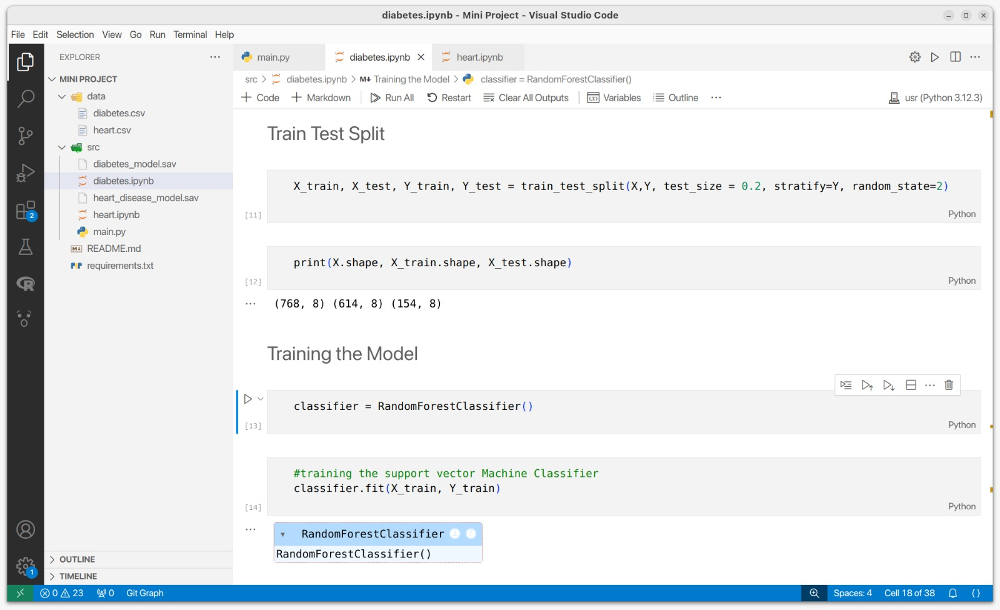 diabetes.ipynb - Mini Project - Visual Studio Code
File Edit Selection View Go Run Terminal Help
EXPLORER
MINI PROJECT
data
diabetes.csv
heart.csv
src
diabetes_model.sav
diabetes.ipynb
heart_disease_model.sav
heart.ipynb
main.py
README.md
requirements.txt
OUTLINE
TIMELINE
2
1
main.py diabetes.ipynb heart.ipynb
src > diabetes.ipynb > M↓ Training the Model > classifier = RandomForestClassifier()
+ Code + Markdown Run All Restart Clear All Outputs Variables Outline ... usr (Python 3.12.3)
Train Test Split
X_train, X_test, Y_train, Y_test = train_test_split(X,Y, test_size = 0.2, stratify=Y, random_state=2)
[11] Python
print(X.shape, X_train.shape, X_test.shape)
[12] Python
... (768, 8) (614, 8) (154, 8)
Training the Model
classifier = RandomForestClassifier()
[13] Python
#training the support vector Machine Classifier
classifier.fit(X_train, Y_train)
[14] Python
... RandomForestClassifier i ?
RandomForestClassifier()
0 23 0 Git Graph Spaces: 4 Cell 18 of 38 {}